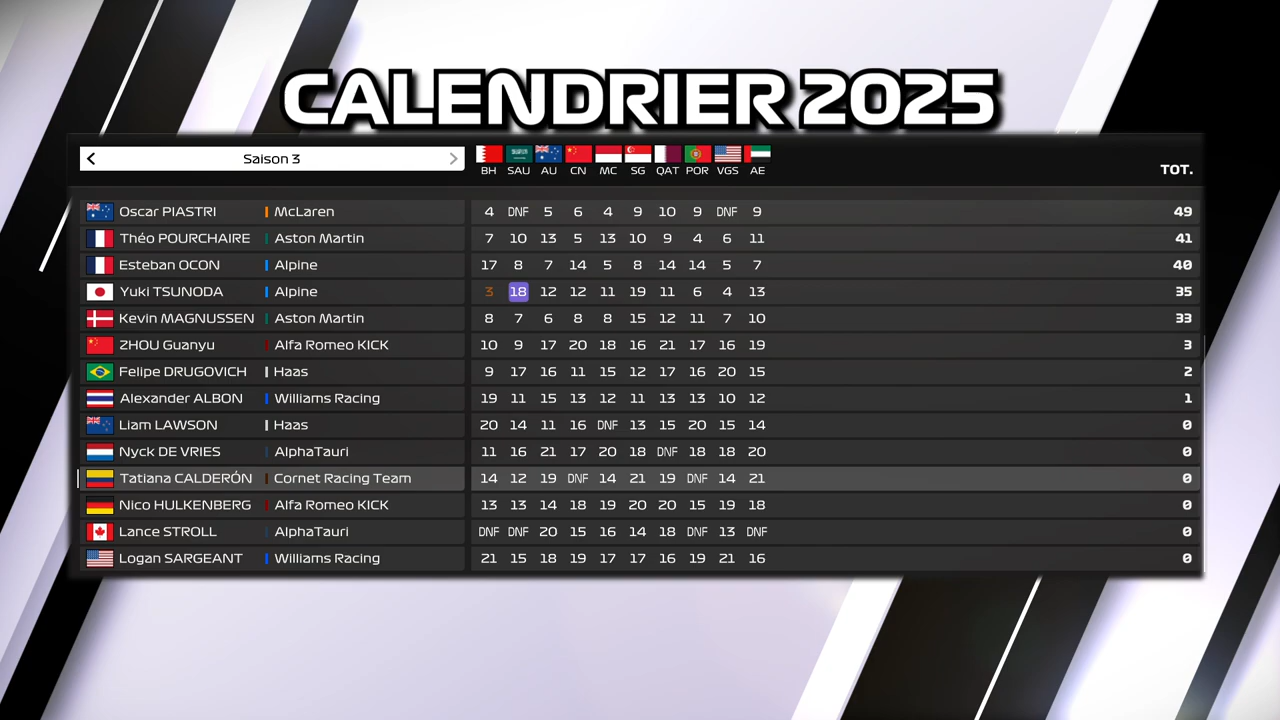 CALENDRIER 2025
Saison 3 BH SAU AU CN MC SG QAT POR VGS AE TOT.
Oscar PIASTRI McLaren 4 DNF 5 6 4 9 10 9 DNF 9 49
Théo POURCHAIRE Aston Martin 7 10 13 5 13 10 9 4 6 11 41
Esteban OCON Alpine 17 8 7 14 5 8 14 14 5 7 40
Yuki TSUNODA Alpine 3 18 12 12 11 19 11 6 4 13 35
Kevin MAGNUSSEN Aston Martin 8 7 6 8 8 15 12 11 7 10 33
ZHOU Guanyu Alfa Romeo KICK 10 9 17 20 18 16 21 17 16 19 3
Felipe DRUGOVICH Haas 9 17 16 11 15 12 17 16 20 15 2
Alexander ALBON Williams Racing 19 11 15 13 12 11 13 13 10 12 1
Liam LAWSON Haas 20 14 11 16 DNF 13 15 20 15 14 0
Nyck DE VRIES AlphaTauri 11 16 21 17 20 18 DNF 18 18 20 0
Tatiana CALDERÓN Cornet Racing Team 14 12 19 DNF 14 21 19 DNF 14 21 0
Nico HULKENBERG Alfa Romeo KICK 13 13 14 18 19 20 20 15 19 18 0
Lance STROLL AlphaTauri DNF DNF 20 15 16 14 18 DNF 13 DNF 0
Logan SARGEANT Williams Racing 21 15 18 19 17 17 16 19 21 16 0